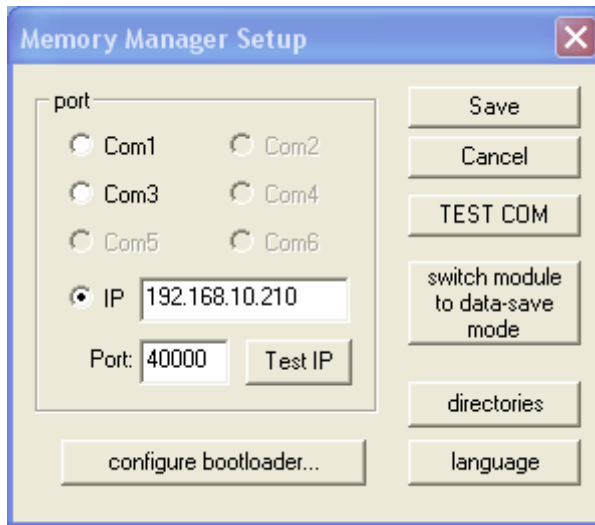 Memory Manager Setup
port
Com1
Com2
Com3
Com4
Com5
Com6
IP 192.168.10.210
Port: 40000 Test IP
configure bootloader...
Save
Cancel
TEST COM
switch module
to data-save
mode
directories
language